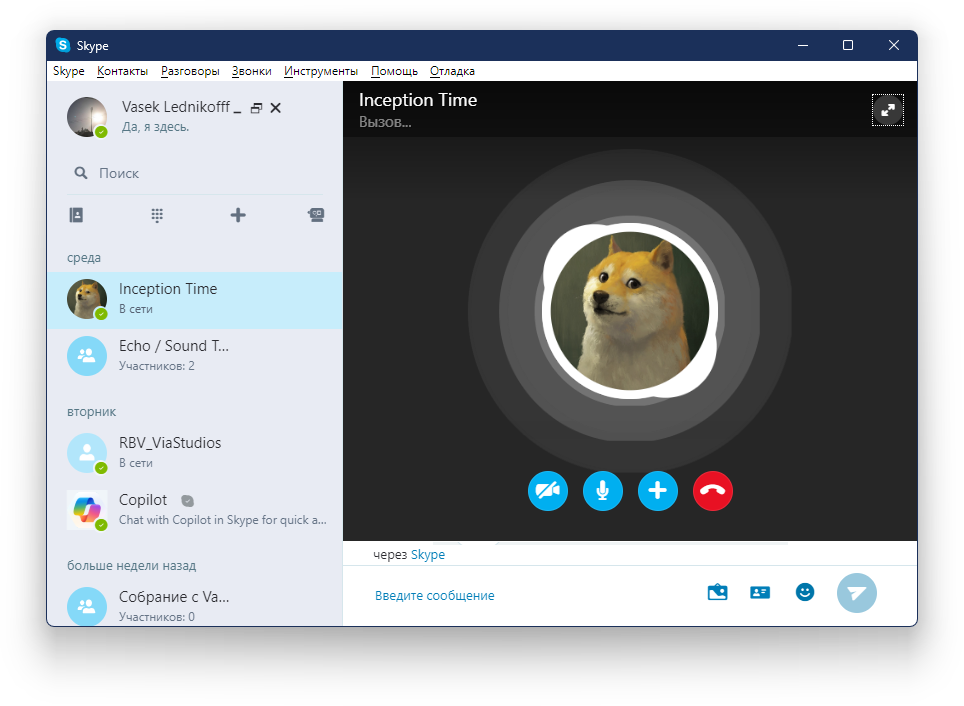 Skype
Skype Контакты Разговоры Звонки Инструменты Помощь Отладка
Vasek Lednikofff
Да, я здесь.
Поиск
среда
Inception Time
В сети
Echo / Sound T...
Участников: 2
вторник
RBV_ViaStudios
В сети
Copilot
Chat with Copilot in Skype for quick a...
больше недели назад
Собрание с Va...
Участников: 0
Inception Time
Вызов...
через Skype
Введите сообщение